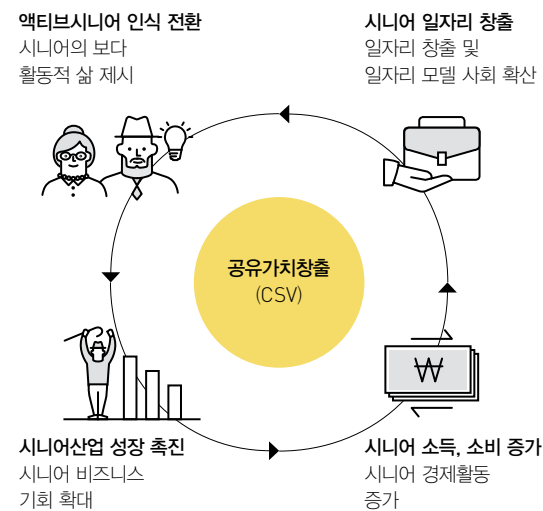 액티브시니어 인식 전환
시니어의 보다
활동적 삶 제시
시니어 일자리 창출
일자리 창출 및
일자리 모델 사회 확산
공유가치창출
(CSV)
₩
시니어산업 성장 촉진
시니어 비즈니스
기회 확대
시니어 소득, 소비 증가
시니어 경제활동
증가